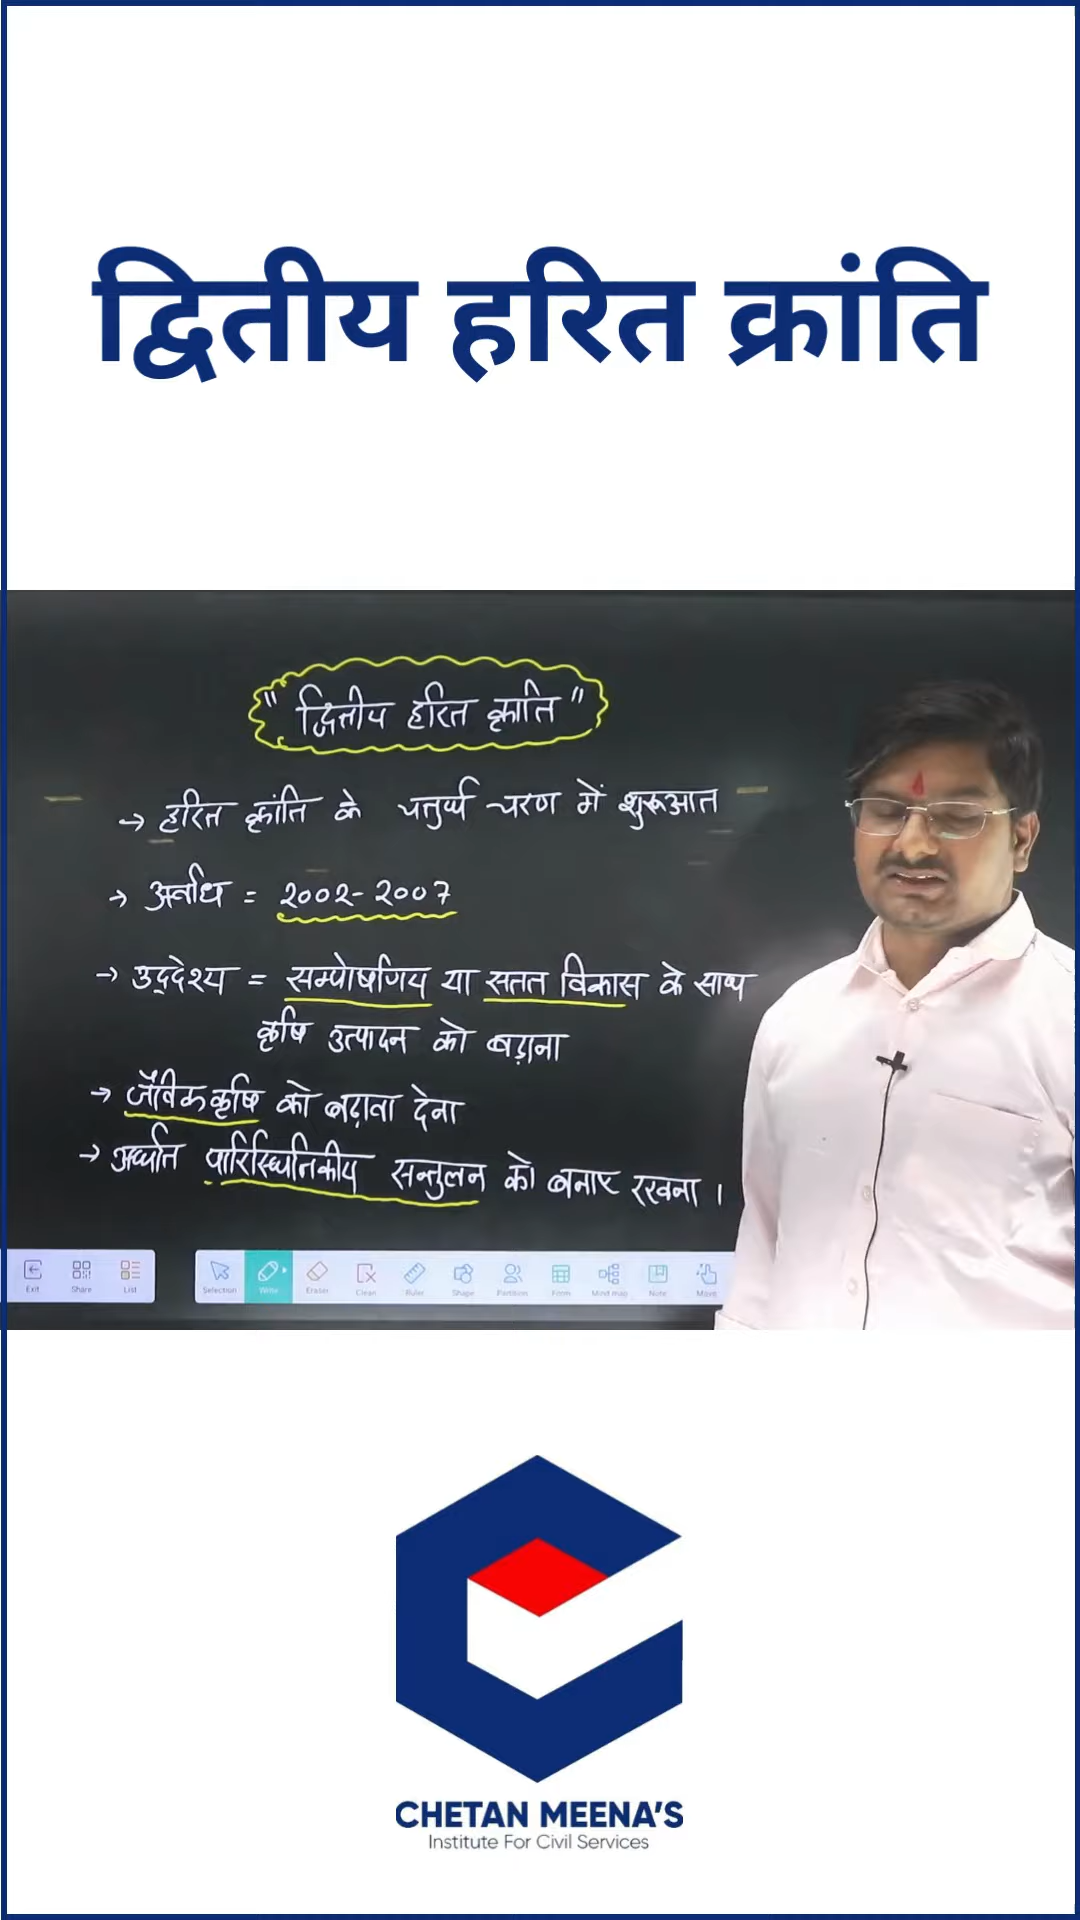 द्वितीय हरित क्रांति
" द्वितीय हरित क्रांति "
→ हरित क्रांति के चतुर्थ चरण में शुरूआत
→ अवधि = २००२- २००७
→ उद्देश्य = सम्पोषणिय या सतत विकास के साथ
कृषि उत्पादन को बढ़ाना
→ जैविक कृषि को बढ़ावा देना
→ अर्थात पारिस्थितिकीय सन्तुलन को बनाए रखना ।
Exit Share List Selection Write Eraser Clean Ruler Shape Partition Form Mind map Note Move
CHETAN MEENA'S
Institute For Civil Services